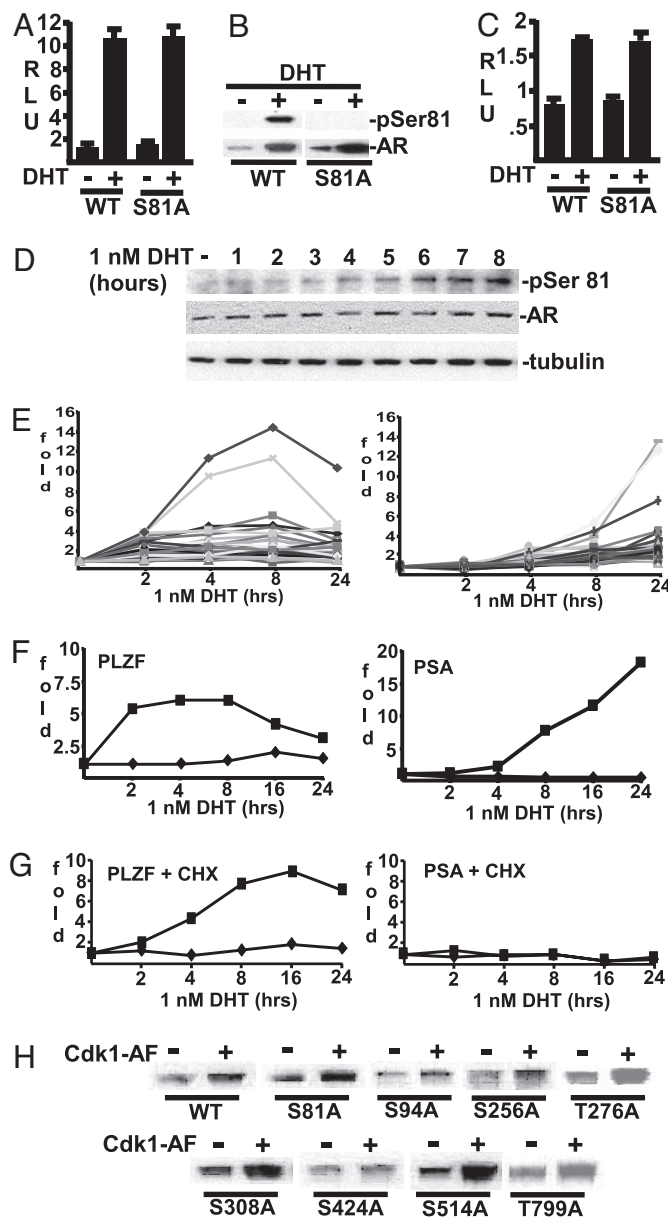 A
R
L
U
12
10
8
6
4
2
DHT - + - +
WT S81A
B
DHT
- + - +
-pSer81
-AR
WT S81A
C
R
L
U
2
1.5
1
.5
DHT - + - +
WT S81A
D
1 nM DHT - 1 2 3 4 5 6 7 8
(hours)
-pSer 81
-AR
-tubulin
E
fold
16
14
12
10
8
6
4
2
2 4 8 24
1 nM DHT (hrs)
fold
16
14
12
10
8
6
4
2
2 4 8 24
1 nM DHT (hrs)
F
fold
PLZF
10
7.5
5
2.5
2 4 8 16 24
1 nM DHT (hrs)
fold
PSA
20
15
10
5
2 4 8 16 24
1 nM DHT (hrs)
G
fold
PLZF + CHX
10
8
6
4
2
2 4 8 16 24
1 nM DHT (hrs)
fold
PSA + CHX
10
8
6
4
2
2 4 8 16 24
1 nM DHT (hrs)
H
Cdk1-AF - + - + - + - + - +
WT S81A S94A S256A T276A
Cdk1-AF - + - + - + - +
S308A S424A S514A T799A